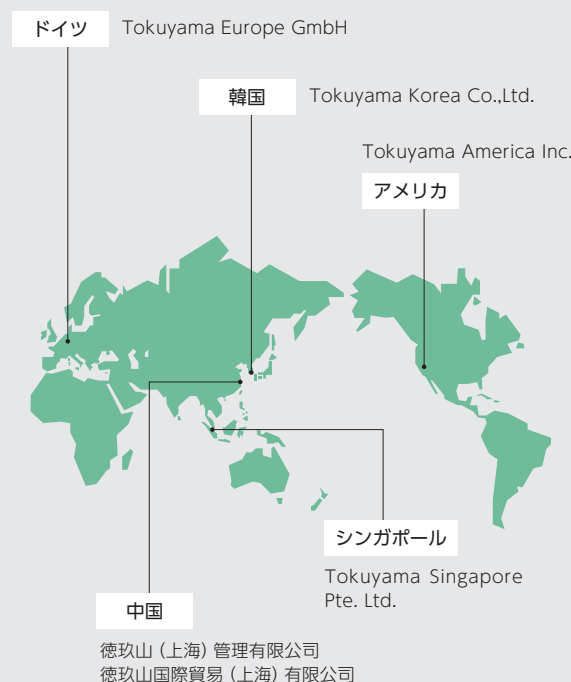 ドイツ Tokuyama Europe GmbH
韓国 Tokuyama Korea Co.,Ltd.
Tokuyama America Inc.
アメリカ
シンガポール
Tokuyama Singapore
Pte. Ltd.
中国
徳玖山 (上海) 管理有限公司
徳玖山国際貿易 (上海) 有限公司